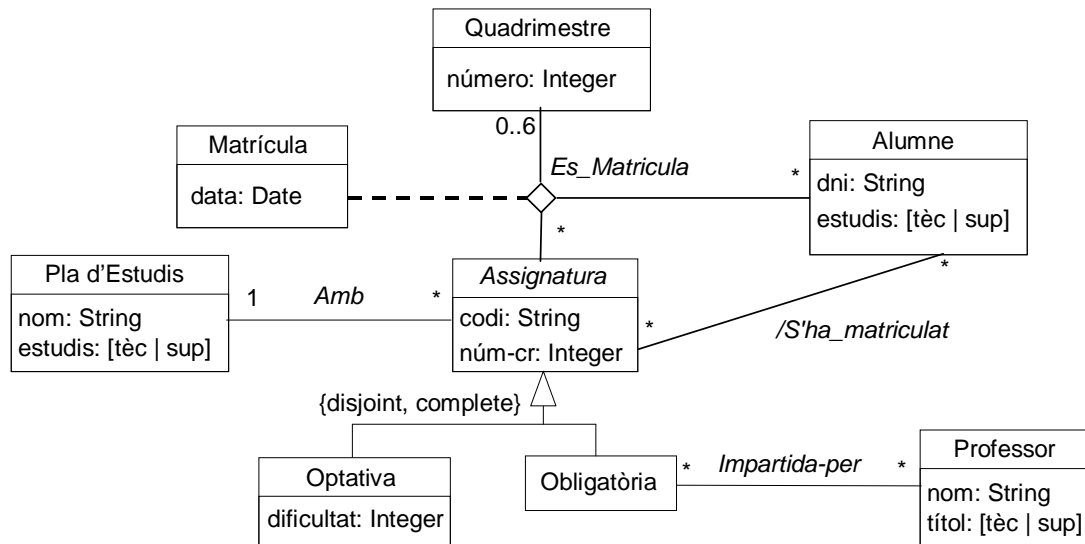 Quadrimestre
número: Integer
0..6
Matrícula
data: Date
Es_Matricula
*
Alumne
dni: String
estudis: [tèc | sup]
*
*
Pla d'Estudis
nom: String
estudis: [tèc | sup]
1
Amb
*
Assignatura
codi: String
núm-cr: Integer
*
/S'ha_matriculat
{disjoint, complete}
Optativa
dificultat: Integer
Obligatòria
*
Impartida-per
*
Professor
nom: String
títol: [tèc | sup]